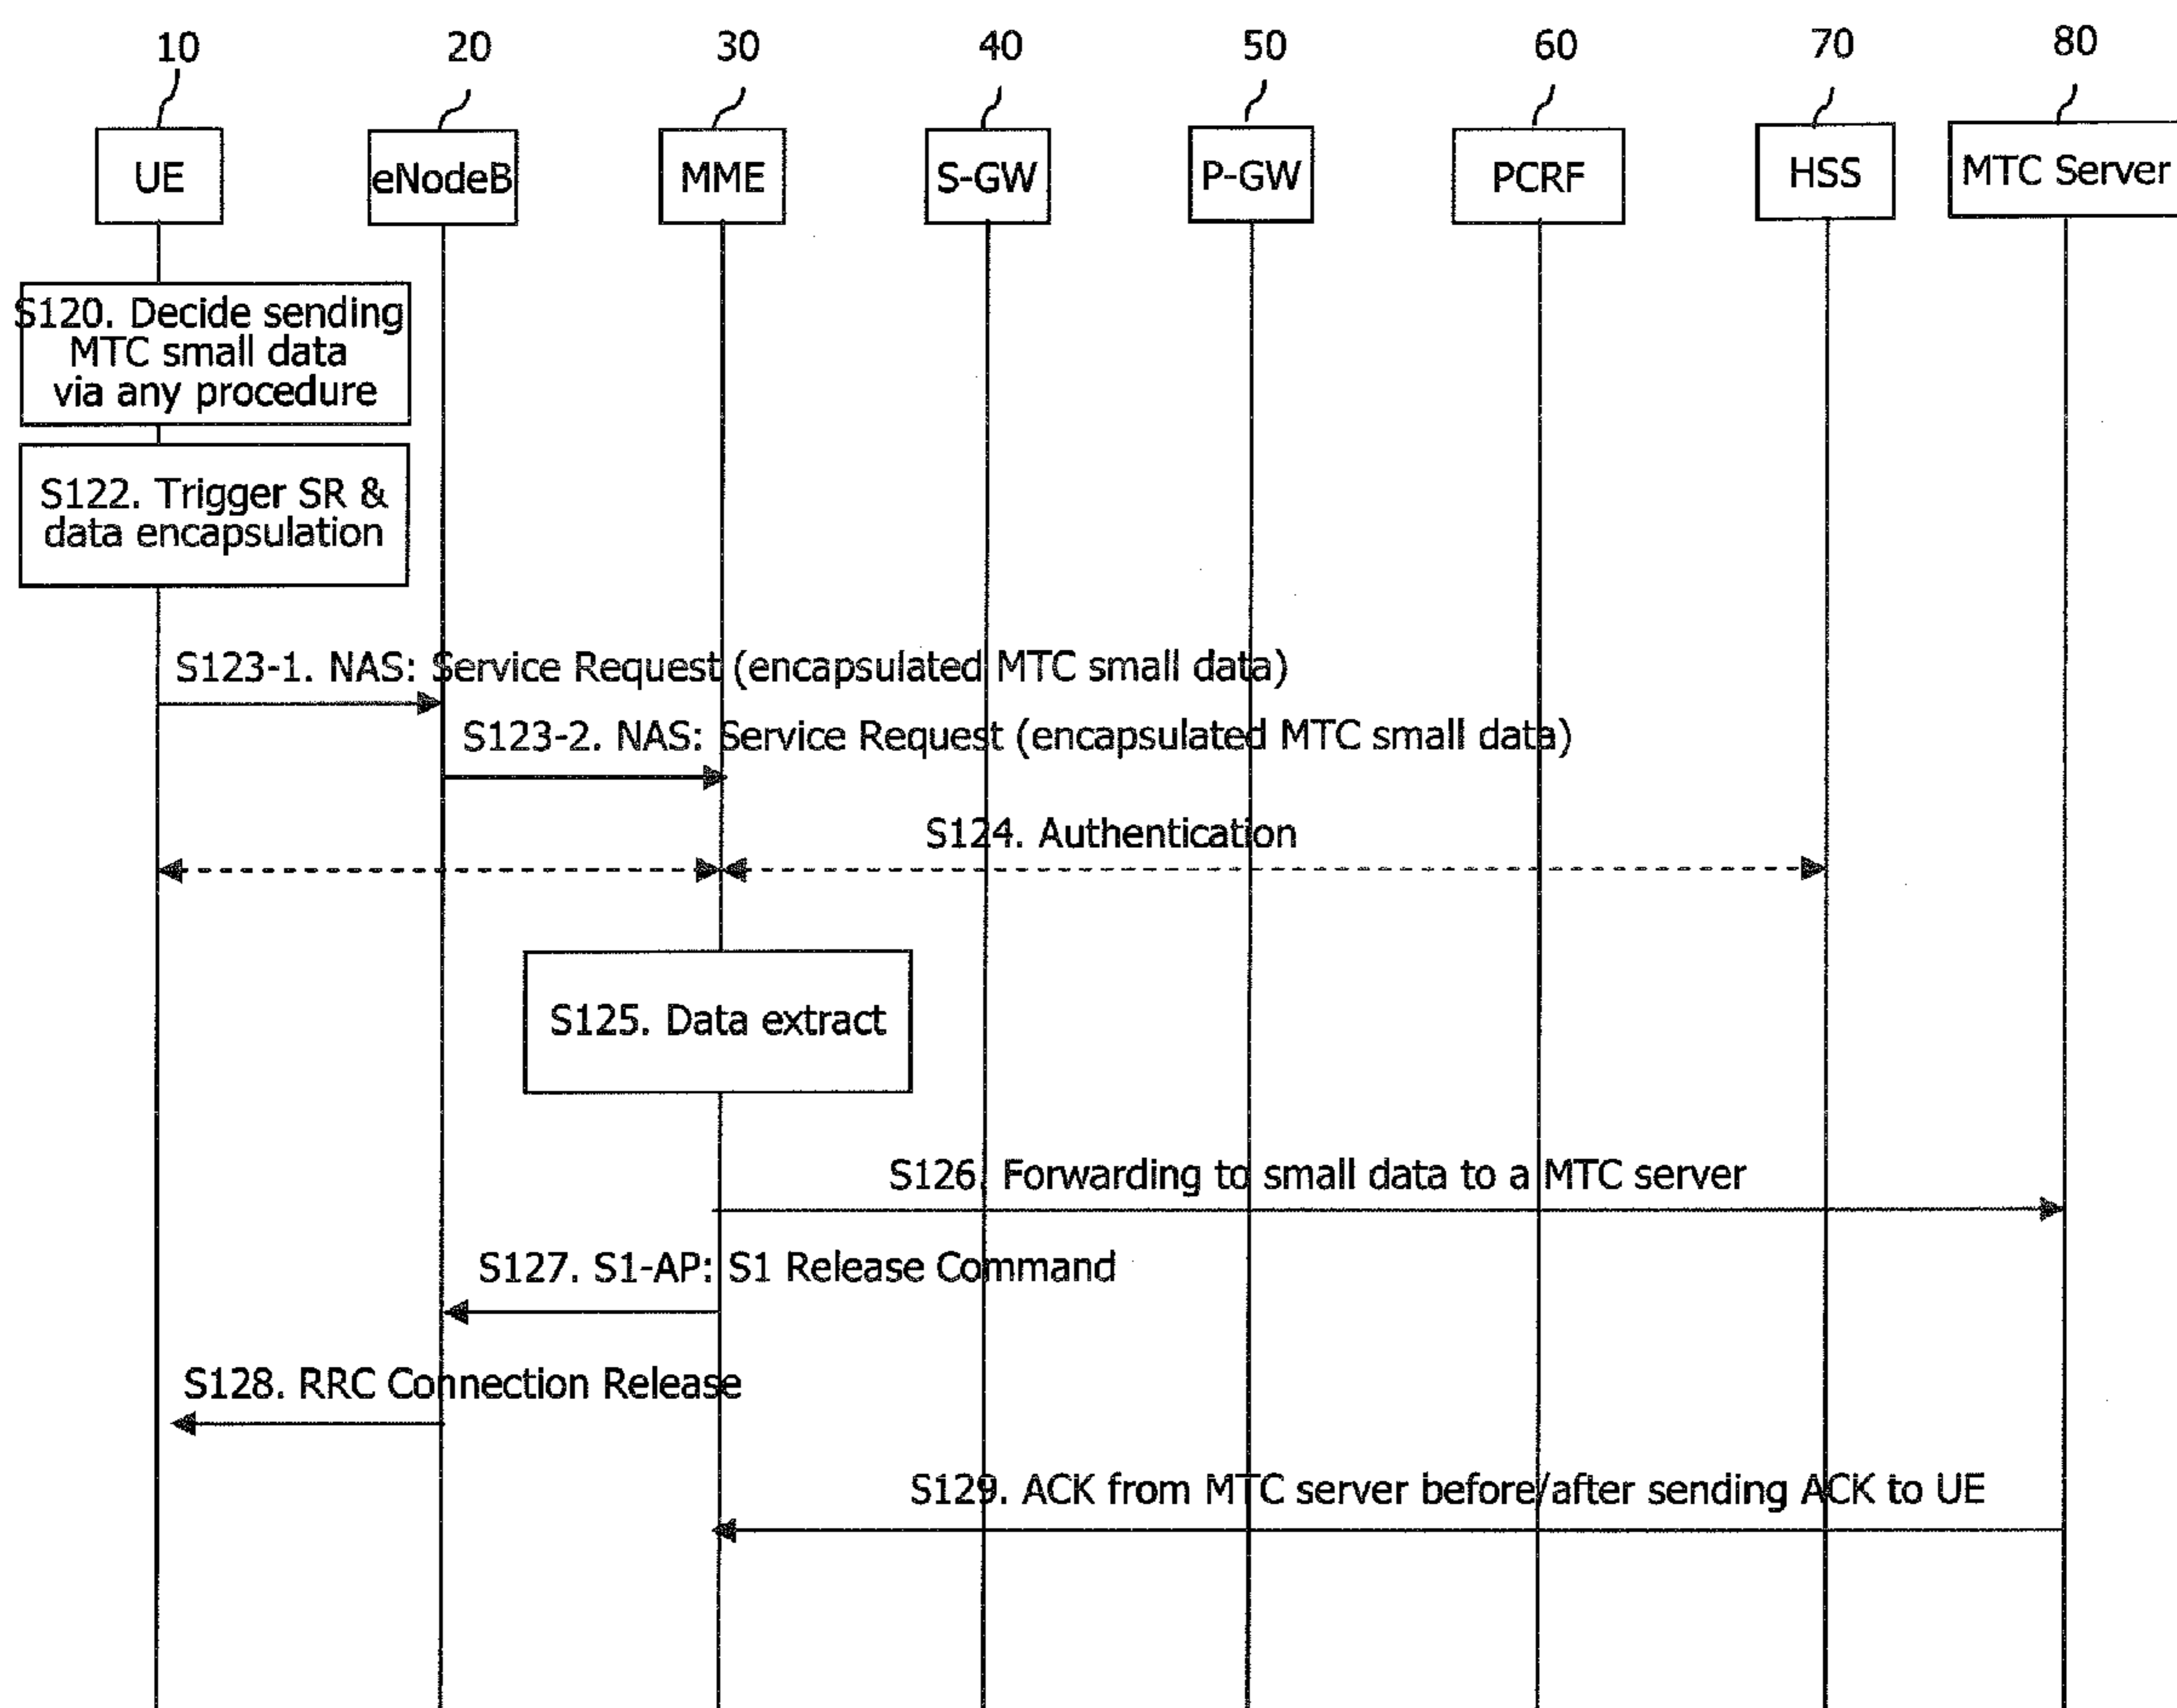 10 20 30 40 50 60 70 80
UE eNodeB MME S-GW P-GW PCRF HSS MTC Server
S120. Decide sending
MTC small data
via any procedure
S122. Trigger SR &
data encapsulation
S123-1. NAS: Service Request (encapsulated MTC small data)
S123-2. NAS: Service Request (encapsulated MTC small data)
S124. Authentication
S125. Data extract
S126. Forwarding to small data to a MTC server
S127. S1-AP: S1 Release Command
S128. RRC Connection Release
S129. ACK from MTC server before/after sending ACK to UE